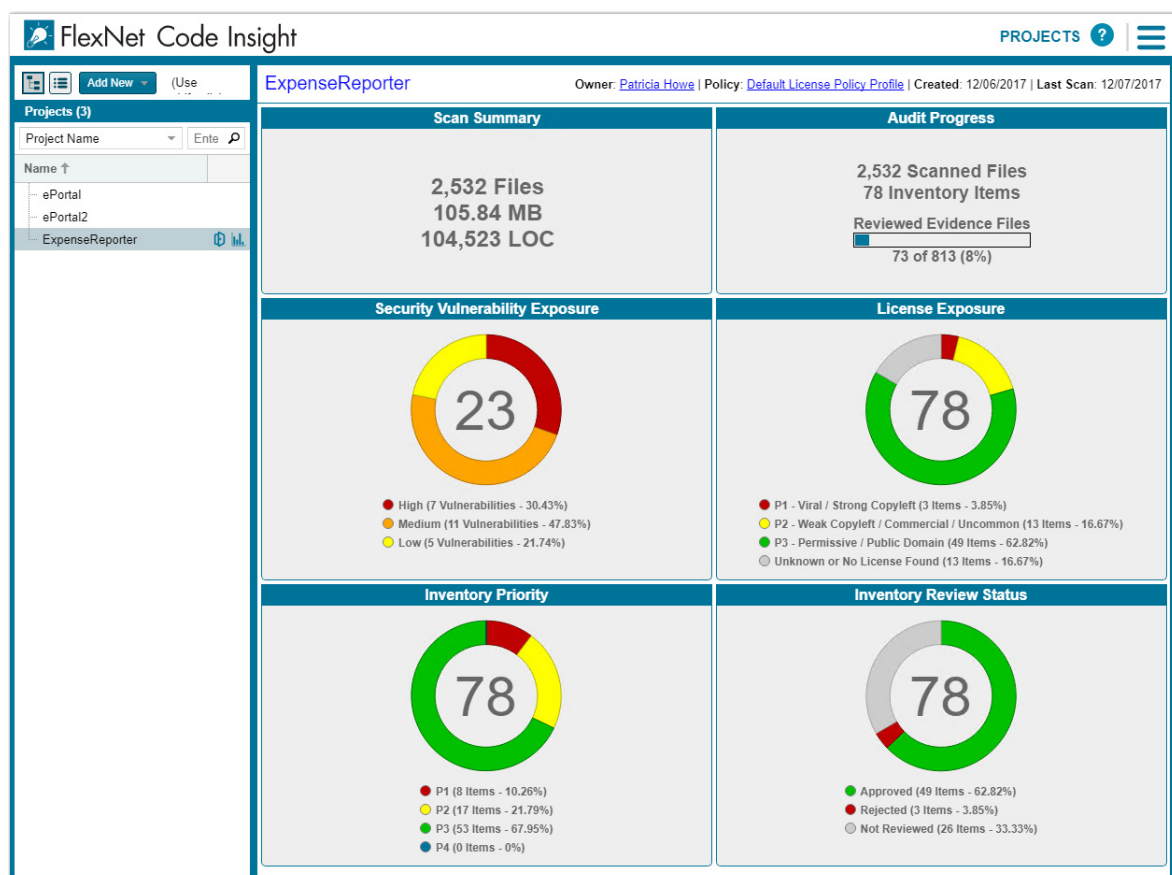 FlexNet Code Insight
PROJECTS ?
Add New
(Use
Projects (3)
Project Name
Ente
Name ↑
ePortal
ePortal2
ExpenseReporter
ExpenseReporter
Owner: Patricia Howe | Policy: Default License Policy Profile | Created: 12/06/2017 | Last Scan: 12/07/2017
Scan Summary
2,532 Files
105.84 MB
104,523 LOC
Audit Progress
2,532 Scanned Files
78 Inventory Items
Reviewed Evidence Files
73 of 813 (8%)
Security Vulnerability Exposure
23
High (7 Vulnerabilities - 30.43%)
Medium (11 Vulnerabilities - 47.83%)
Low (5 Vulnerabilities - 21.74%)
License Exposure
78
P1 - Viral / Strong Copyleft (3 Items - 3.85%)
P2 - Weak Copyleft / Commercial / Uncommon (13 Items - 16.67%)
P3 - Permissive / Public Domain (49 Items - 62.82%)
Unknown or No License Found (13 Items - 16.67%)
Inventory Priority
78
P1 (8 Items - 10.26%)
P2 (17 Items - 21.79%)
P3 (53 Items - 67.95%)
P4 (0 Items - 0%)
Inventory Review Status
78
Approved (49 Items - 62.82%)
Rejected (3 Items - 3.85%)
Not Reviewed (26 Items - 33.33%)